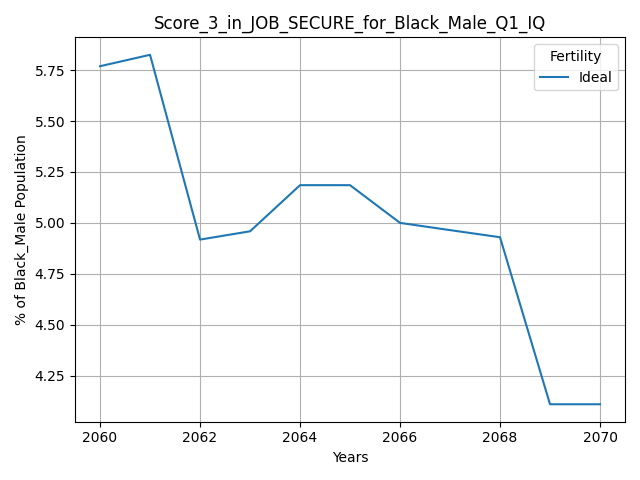 Score_3_in_JOB_SECURE_for_Black_Male_Q1_IQ
Fertility
Ideal
% of Black_Male Population
5.75
5.50
5.25
5.00
4.75
4.50
4.25
2060 2062 2064 2066 2068 2070
Years